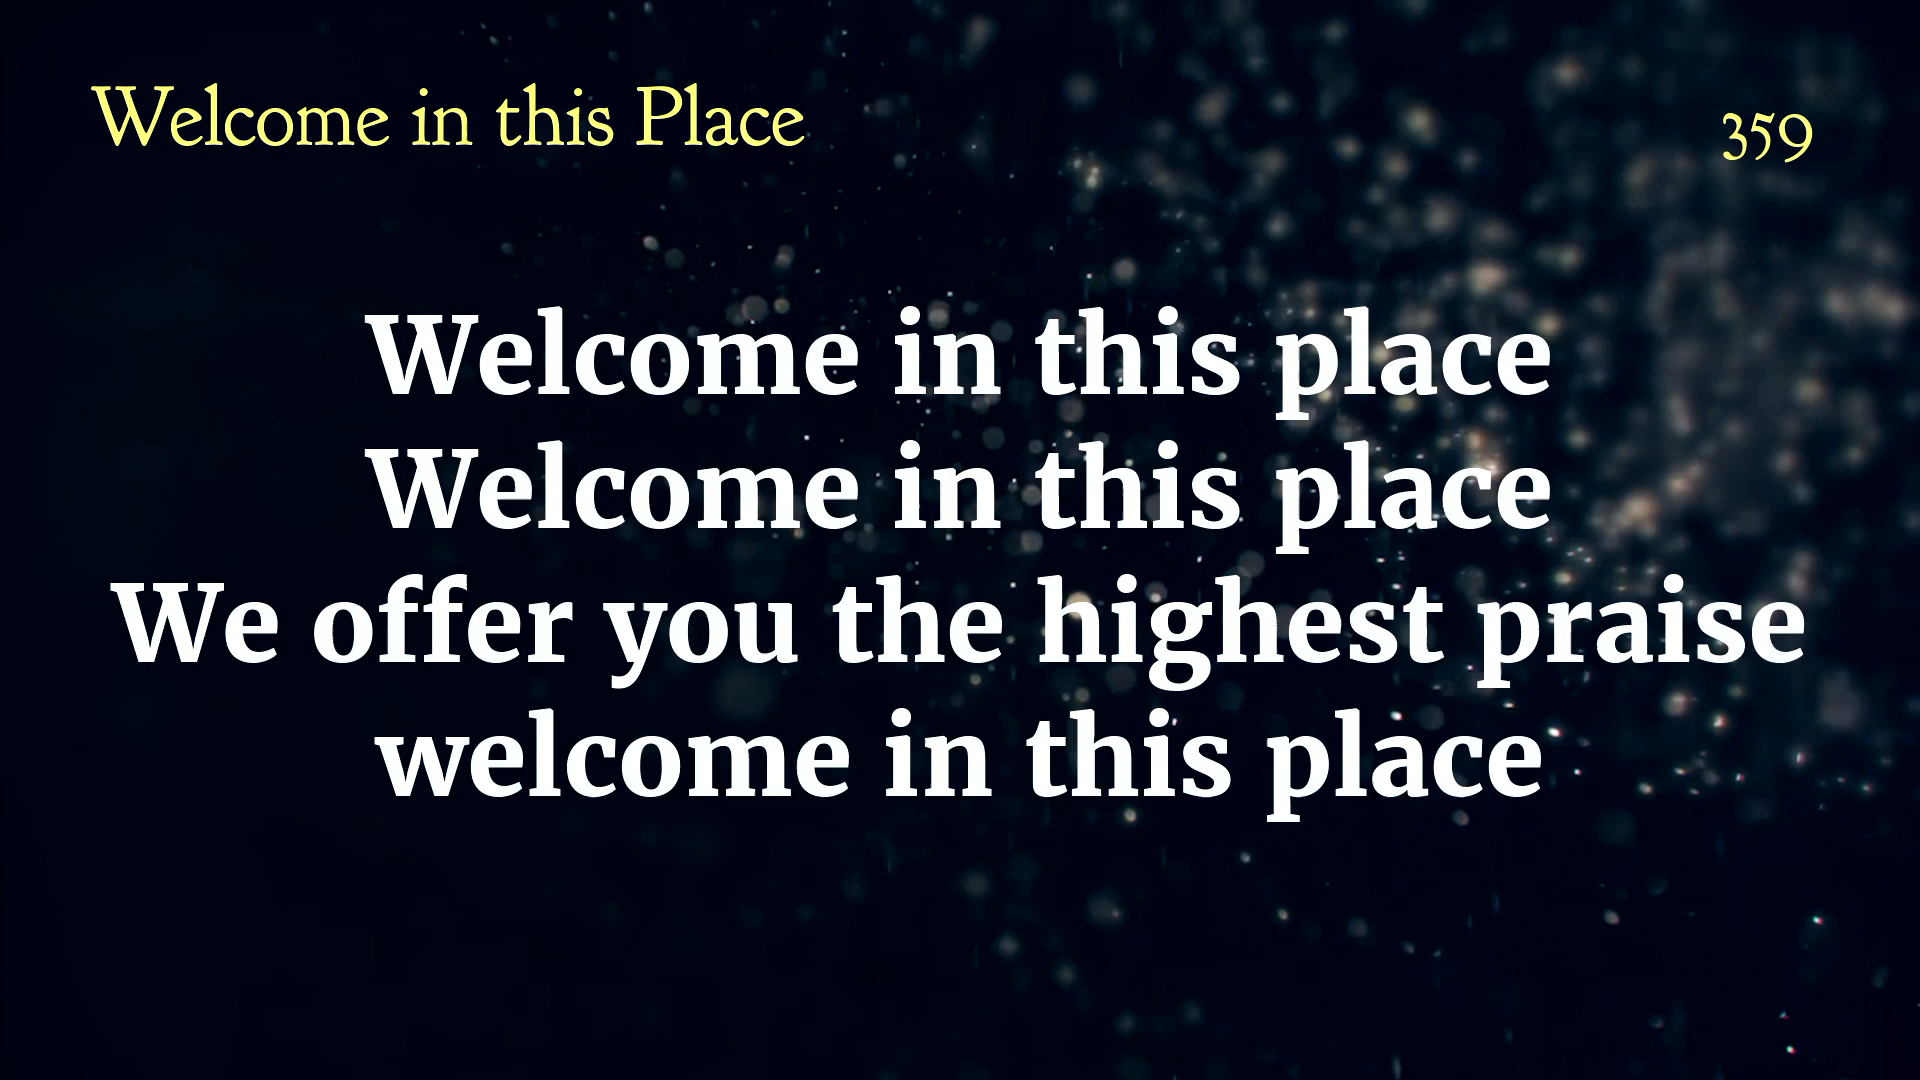 Welcome in this Place
359
Welcome in this place
Welcome in this place
We offer you the highest praise
welcome in this place